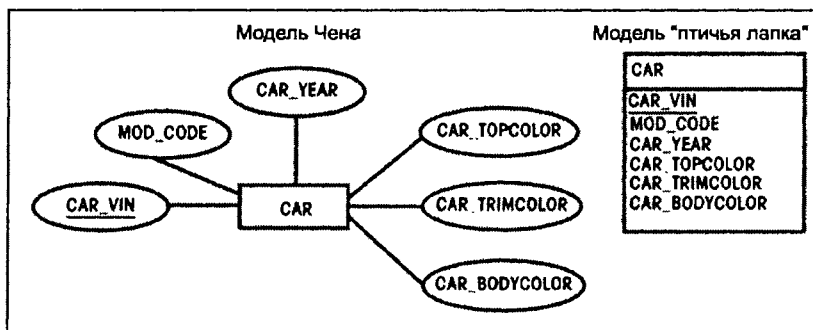 Модель Чена
Модель "птичья лапка"
CAR_YEAR
MOD_CODE
CAR_VIN
CAR
CAR_TOPCOLOR
CAR_TRIMCOLOR
CAR_BODYCOLOR
CAR
CAR_VIN
MOD_CODE
CAR_YEAR
CAR_TOPCOLOR
CAR_TRIMCOLOR
CAR_BODYCOLOR